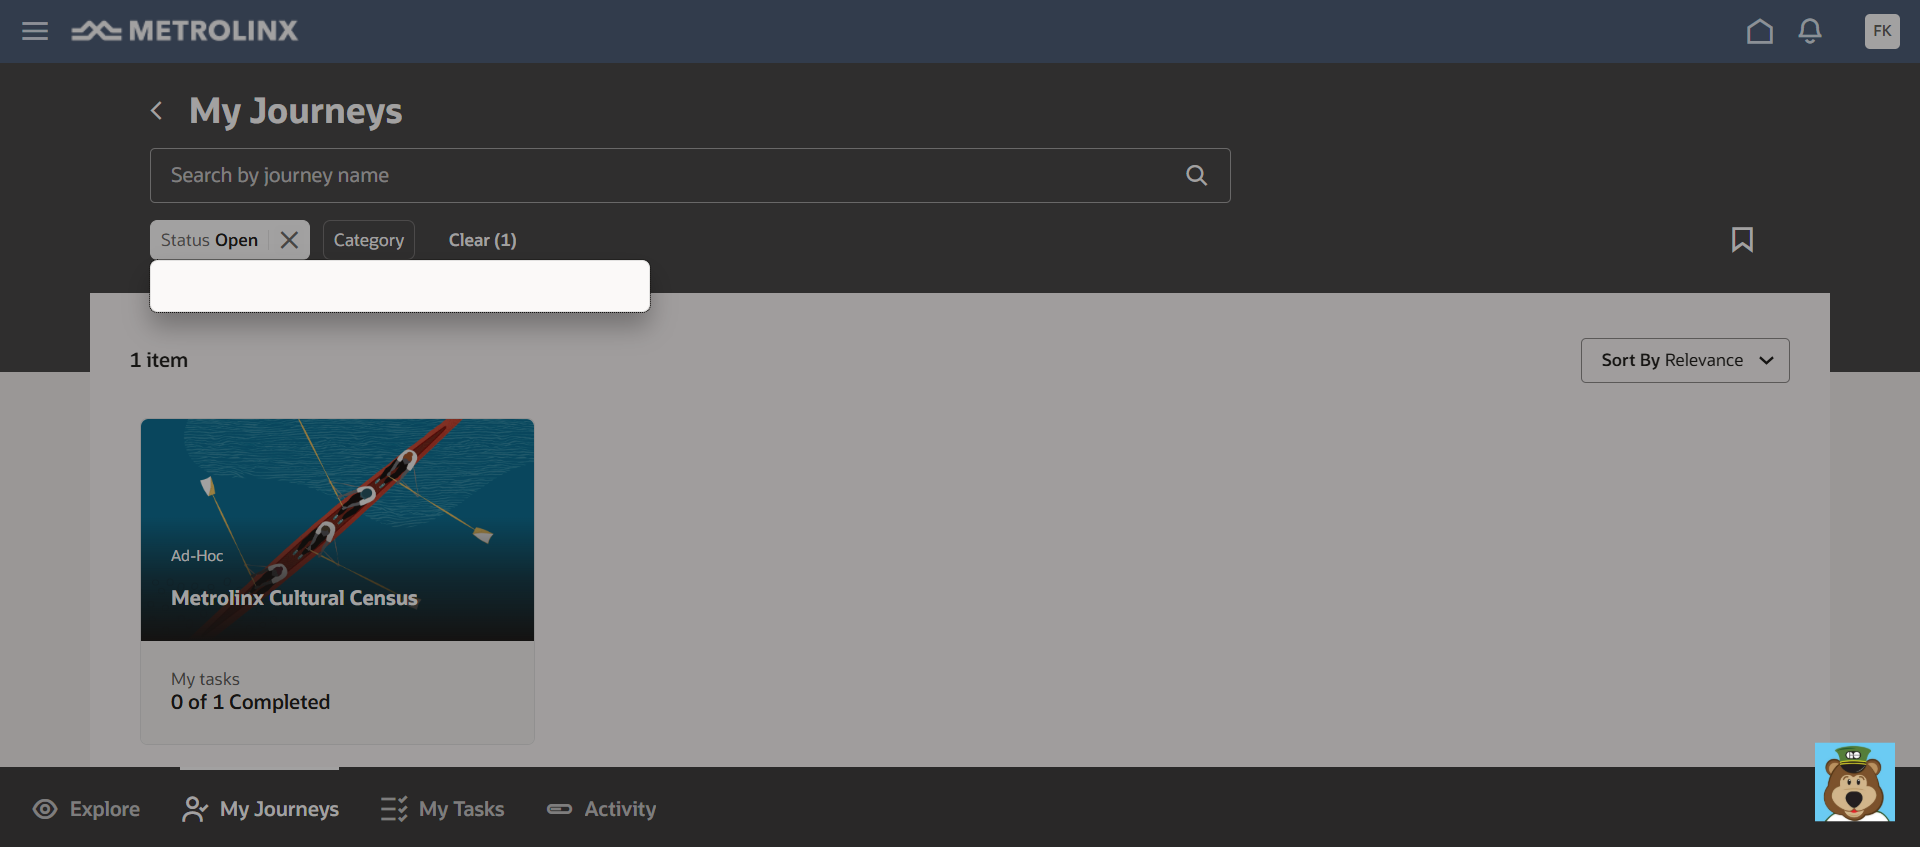 METROLINX
FK
My Journeys
Search by journey name
Status Open
Category
Clear (1)
1 item
Sort By Relevance
Ad-Hoc
Metrolinx Cultural Census
My tasks
0 of 1 Completed
Explore
My Journeys
My Tasks
Activity